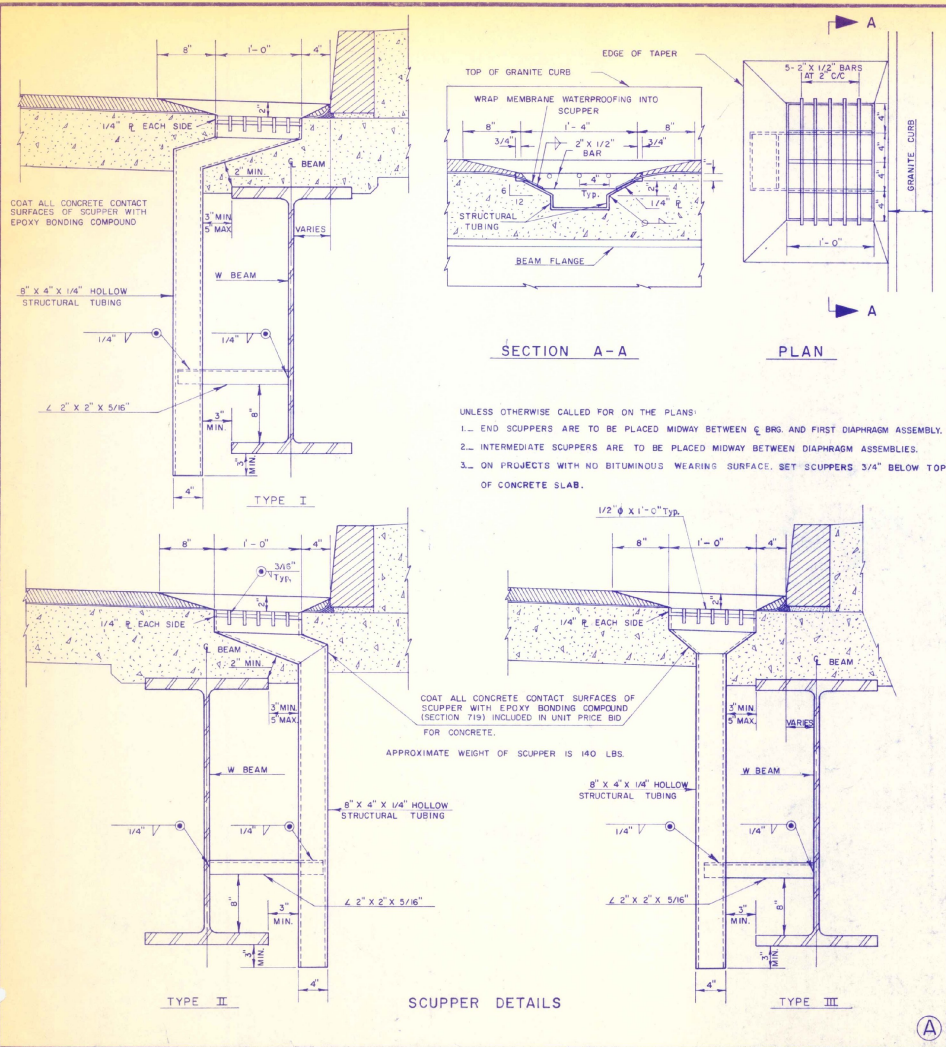 8"
1'-0"
4"
2"
1/4" ℄ EACH SIDE
℄ BEAM
2" MIN.
COAT ALL CONCRETE CONTACT
SURFACES OF SCUPPER WITH
EPOXY BONDING COMPOUND
3" MIN
5" MAX
VARIES
W BEAM
8" X 4" X 1/4" HOLLOW
STRUCTURAL TUBING
1/4"
1/4"
∠ 2" X 2" X 5/16"
8"
3"
MIN.
3"
MIN.
4"
TYPE I
TOP OF GRANITE CURB
WRAP MEMBRANE WATERPROOFING INTO
SCUPPER
8"
1'-4"
8"
3/4"
2" X 1/2"
BAR
3/4"
1"
4"
Typ.
6
12
2"
1/4" ℄
STRUCTURAL
TUBING
BEAM FLANGE
SECTION A-A
A
EDGE OF TAPER
5-2" X 1/2" BARS
AT 2" C/C
4"
4"
4"
4"
GRANITE CURB
1'-0"
A
PLAN
UNLESS OTHERWISE CALLED FOR ON THE PLANS:
1._ END SCUPPERS ARE TO BE PLACED MIDWAY BETWEEN ℄ BRG. AND FIRST DIAPHRAGM ASSEMBLY.
2._ INTERMEDIATE SCUPPERS ARE TO BE PLACED MIDWAY BETWEEN DIAPHRAGM ASSEMBLIES.
3._ ON PROJECTS WITH NO BITUMINOUS WEARING SURFACE, SET SCUPPERS 3/4" BELOW TOP
OF CONCRETE SLAB.
8"
1'-0"
4"
3/16"
Typ.
2"
1/4" ℄ EACH SIDE
℄ BEAM
2" MIN.
3" MIN.
5" MAX.
COAT ALL CONCRETE CONTACT SURFACES OF
SCUPPER WITH EPOXY BONDING COMPOUND
(SECTION 719) INCLUDED IN UNIT PRICE BID
FOR CONCRETE.
APPROXIMATE WEIGHT OF SCUPPER IS 140 LBS.
W BEAM
8" X 4" X 1/4" HOLLOW
STRUCTURAL TUBING
1/4"
1/4"
∠ 2" X 2" X 5/16"
8"
3"
MIN.
3"
MIN.
4"
TYPE II
1/2" ϕ X 1'-0" Typ.
8"
1'-0"
4"
2"
1/4" ℄ EACH SIDE
℄ BEAM
3" MIN.
5" MAX.
VARIES
W BEAM
8" X 4" X 1/4" HOLLOW
STRUCTURAL TUBING
1/4"
1/4"
∠ 2" X 2" X 5/16"
8"
3"
MIN.
3"
MIN.
4"
TYPE III
SCUPPER DETAILS
A